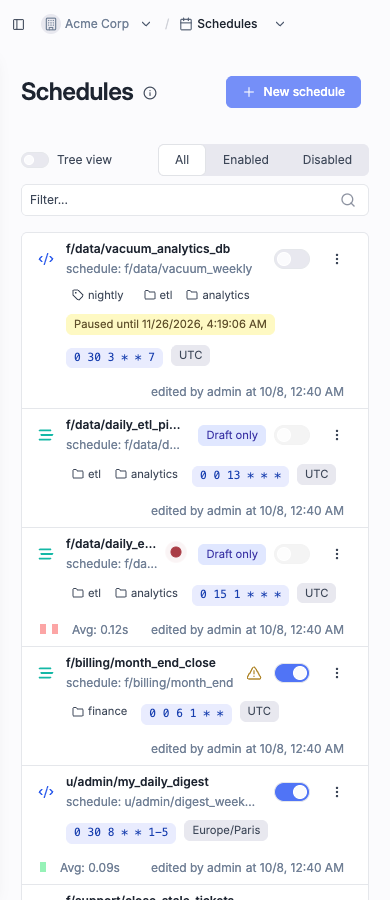 Acme Corp / Schedules
Schedules
New schedule
Tree view
All Enabled Disabled
Filter...
f/data/vacuum_analytics_db
schedule: f/data/vacuum_weekly
nightly etl analytics
Paused until 11/26/2026, 4:19:06 AM
0 30 3 * * 7 UTC
edited by admin at 10/8, 12:40 AM
f/data/daily_etl_pi...
schedule: f/data/d...
Draft only
etl analytics 0 0 13 * * * UTC
edited by admin at 10/8, 12:40 AM
f/data/daily_e...
schedule: f/da...
Draft only
etl analytics 0 15 1 * * * UTC
Avg: 0.12s edited by admin at 10/8, 12:40 AM
f/billing/month_end_close
schedule: f/billing/month_end
finance 0 0 6 1 * * UTC
edited by admin at 10/8, 12:40 AM
u/admin/my_daily_digest
schedule: u/admin/digest_week...
0 30 8 * * 1-5 Europe/Paris
Avg: 0.09s edited by admin at 10/8, 12:40 AM